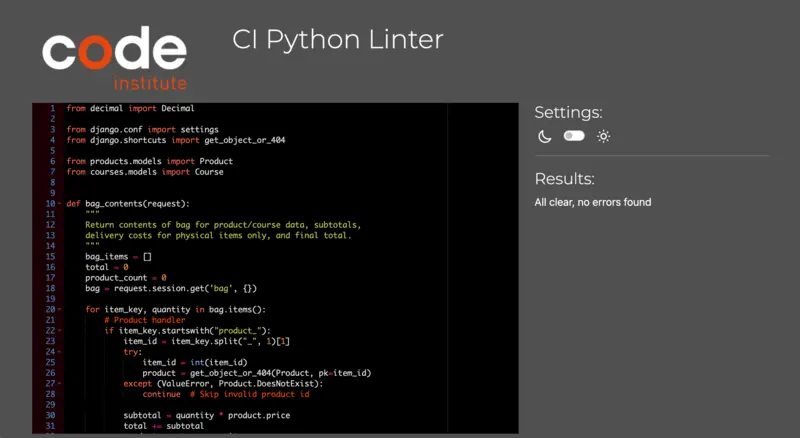 code
institute
CI Python Linter
1 from decimal import Decimal
2
3 from django.conf import settings
4 from django.shortcuts import get_object_or_404
5
6 from products.models import Product
7 from courses.models import Course
8
9
10 def bag_contents(request):
11 """
12 Return contents of bag for product/course data, subtotals,
13 delivery costs for physical items only, and final total.
14 """
15 bag_items = []
16 total = 0
17 product_count = 0
18 bag = request.session.get('bag', {})
19
20 for item_key, quantity in bag.items():
21 # Product handler
22 if item_key.startswith("product_"):
23 item_id = item_key.split("_", 1)[1]
24 try:
25 item_id = int(item_id)
26 product = get_object_or_404(Product, pk=item_id)
27 except (ValueError, Product.DoesNotExist):
28 continue # Skip invalid product id
29
30 subtotal = quantity * product.price
31 total += subtotal
Settings:
Results:
All clear, no errors found